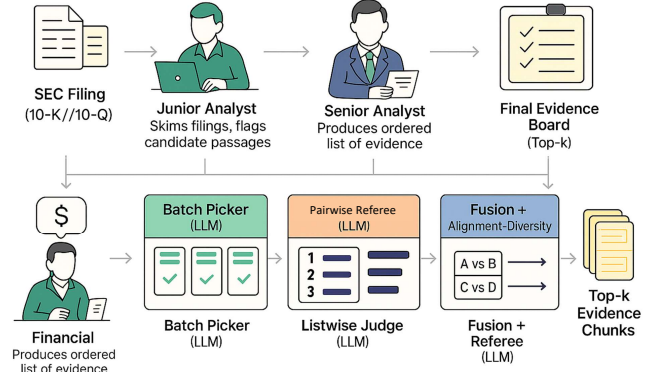 SEC Filing
(10-K//10-Q)
Junior Analyst
Skims filings, flags
candidate passages
Senior Analyst
Produces ordered
list of evidence
Final Evidence
Board
(Top-k)
$
Financial
Produces ordered
list of evidence
Batch Picker
(LLM)
Batch Picker
(LLM)
Pairwise Referee
(LLM)
1
2
3
Listwise Judge
(LLM)
Fusion +
Alignment-Diversity
A vs B
C vs D
Fusion +
Referee
(LLM)
Top-k
Evidence
Chunks